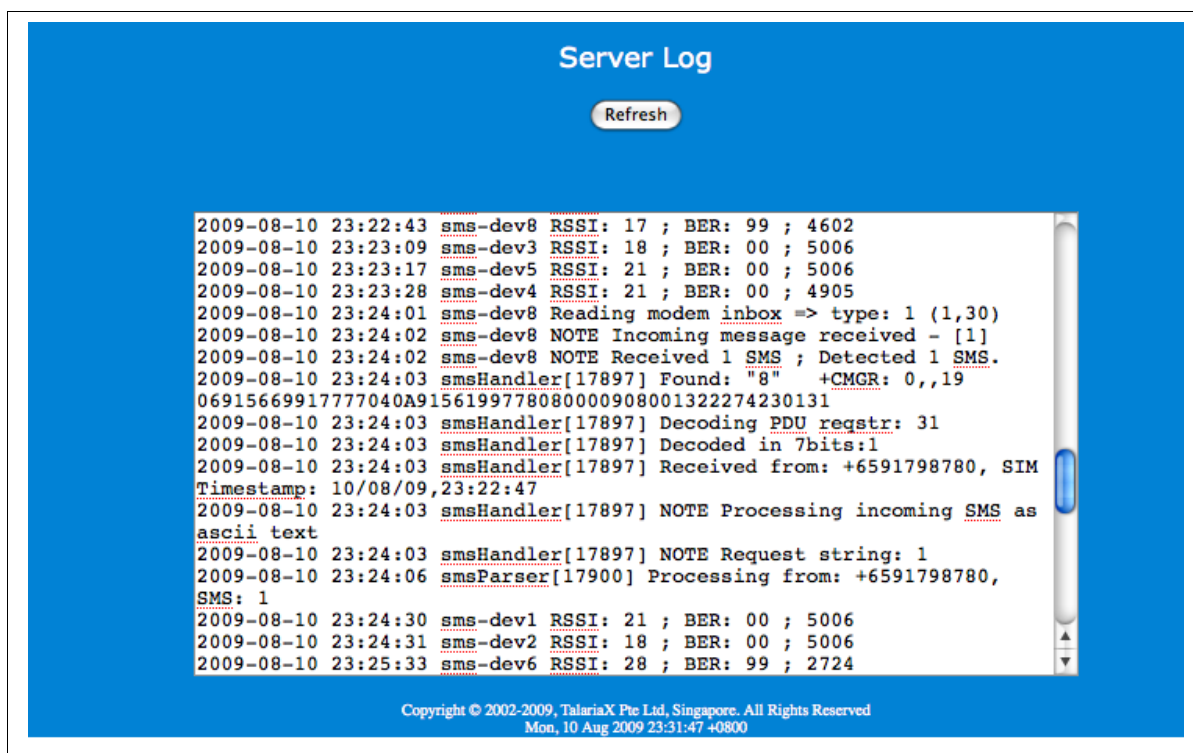 Server Log
Refresh
2009-08-10 23:22:43 sms-dev8 RSSI: 17 ; BER: 99 ; 4602
2009-08-10 23:23:09 sms-dev3 RSSI: 18 ; BER: 00 ; 5006
2009-08-10 23:23:17 sms-dev5 RSSI: 21 ; BER: 00 ; 5006
2009-08-10 23:23:28 sms-dev4 RSSI: 21 ; BER: 00 ; 4905
2009-08-10 23:24:01 sms-dev8 Reading modem inbox => type: 1 (1,30)
2009-08-10 23:24:02 sms-dev8 NOTE Incoming message received - [1]
2009-08-10 23:24:02 sms-dev8 NOTE Received 1 SMS ; Detected 1 SMS.
2009-08-10 23:24:03 smsHandler[17897] Found: "8"   +CMGR: 0,,19
06915669917777040A9156199778080000908001322274230131
2009-08-10 23:24:03 smsHandler[17897] Decoding PDU reqstr: 31
2009-08-10 23:24:03 smsHandler[17897] Decoded in 7bits:1
2009-08-10 23:24:03 smsHandler[17897] Received from: +6591798780, SIM
Timestamp: 10/08/09,23:22:47
2009-08-10 23:24:03 smsHandler[17897] NOTE Processing incoming SMS as
ascii text
2009-08-10 23:24:03 smsHandler[17897] NOTE Request string: 1
2009-08-10 23:24:06 smsParser[17900] Processing from: +6591798780,
SMS: 1
2009-08-10 23:24:30 sms-dev1 RSSI: 21 ; BER: 00 ; 5006
2009-08-10 23:24:31 sms-dev2 RSSI: 18 ; BER: 00 ; 5006
2009-08-10 23:25:33 sms-dev6 RSSI: 28 ; BER: 99 ; 2724
Copyright © 2002-2009, TalariaX Pte Ltd, Singapore. All Rights Reserved
Mon, 10 Aug 2009 23:31:47 +0800